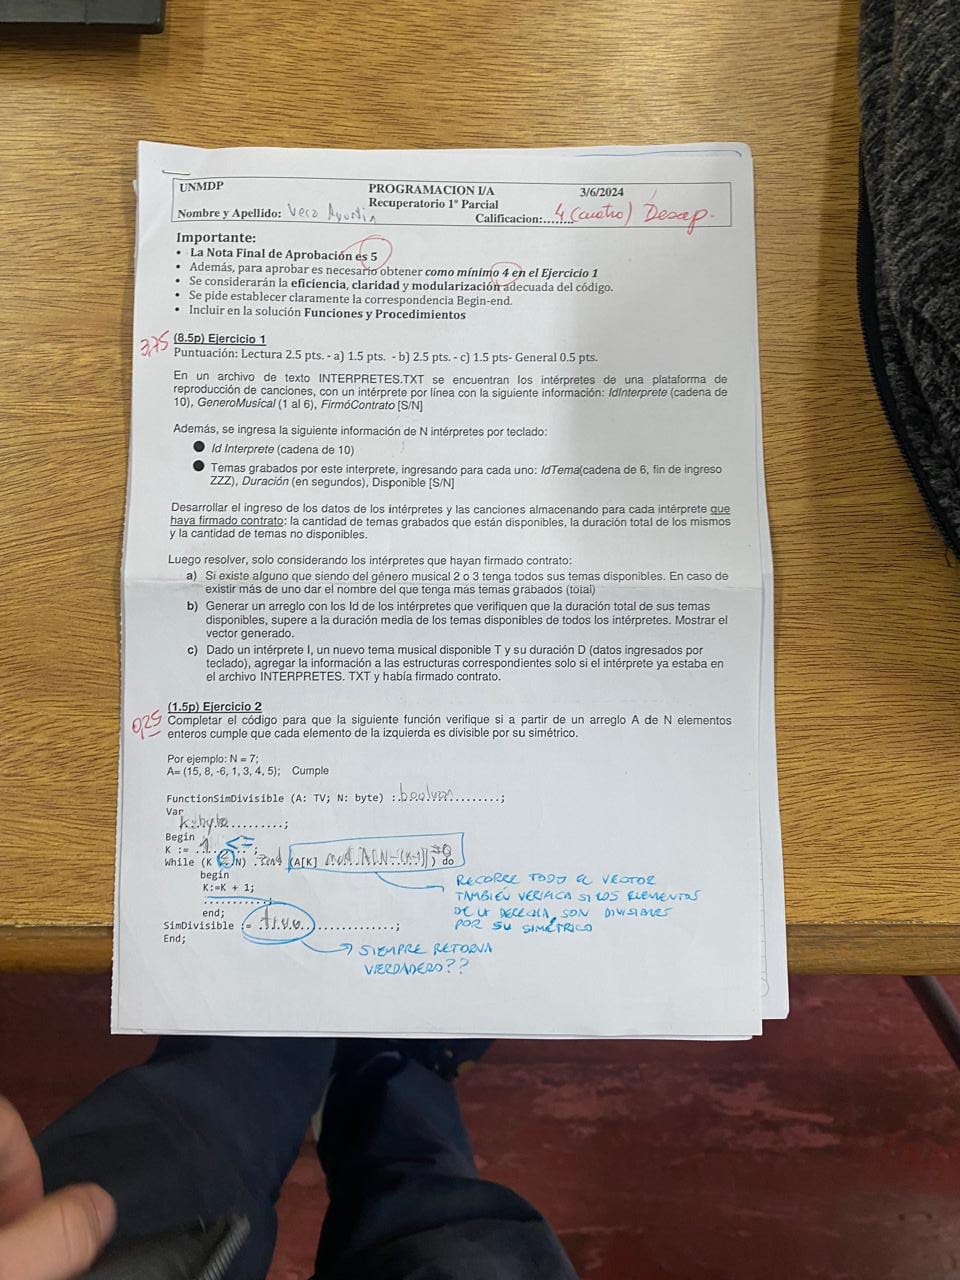 UNMDP
PROGRAMACION I/A
3/6/2024
Recuperatorio 1° Parcial
Nombre y Apellido: Vera Agustin
Calificacion:....... 4 (cuatro) Desap.
Importante:
• La Nota Final de Aprobación es 5
• Además, para aprobar es necesario obtener como mínimo 4 en el Ejercicio 1
• Se considerarán la eficiencia, claridad y modularización adecuada del código.
• Se pide establecer claramente la correspondencia Begin-end.
• Incluir en la solución Funciones y Procedimientos
3,75 (8.5p) Ejercicio 1
Puntuación: Lectura 2.5 pts. - a) 1.5 pts. - b) 2.5 pts. - c) 1.5 pts- General 0.5 pts.
En un archivo de texto INTERPRETES.TXT se encuentran los intérpretes de una plataforma de
reproducción de canciones, con un intérprete por línea con la siguiente información: IdInterprete (cadena de
10), GeneroMusical (1 al 6), FirmóContrato [S/N]
Además, se ingresa la siguiente información de N intérpretes por teclado:
● Id Interprete (cadena de 10)
● Temas grabados por este interprete, ingresando para cada uno: IdTema(cadena de 6, fin de ingreso
ZZZ), Duración (en segundos), Disponible [S/N]
Desarrollar el ingreso de los datos de los intérpretes y las canciones almacenando para cada intérprete que
haya firmado contrato: la cantidad de temas grabados que están disponibles, la duración total de los mismos
y la cantidad de temas no disponibles.
Luego resolver, solo considerando los intérpretes que hayan firmado contrato:
a) Si existe alguno que siendo del género musical 2 o 3 tenga todos sus temas disponibles. En caso de
existir más de uno dar el nombre del que tenga más temas grabados (total)
b) Generar un arreglo con los Id de los intérpretes que verifiquen que la duración total de sus temas
disponibles, supere a la duración media de los temas disponibles de todos los intérpretes. Mostrar el
vector generado.
c) Dado un intérprete I, un nuevo tema musical disponible T y su duración D (datos ingresados por
teclado), agregar la información a las estructuras correspondientes solo si el intérprete ya estaba en
el archivo INTERPRETES. TXT y había firmado contrato.
0,25 (1.5p) Ejercicio 2
Completar el código para que la siguiente función verifique si a partir de un arreglo A de N elementos
enteros cumple que cada elemento de la izquierda es divisible por su simétrico.
Por ejemplo: N = 7;
A= (15, 8, -6, 1, 3, 4, 5); Cumple
FunctionSimDivisible (A: TV; N: byte) :boolean.........;
Var
k:byte.........;
Begin
K := ..1......;
<=
While (K N) and (A[K] mod A[N-(K-1)] =0) do
begin
K:=K + 1;
..........;
end;
SimDivisible := .true...............;
End;
RECORRE TODO EL VECTOR
TAMBIÉN VERIFICA SI LOS ELEMENTOS
DE LA DERECHA SON DIVISIBLES
POR SU SIMÉTRICO
SIEMPRE RETORNA
VERDADERO??